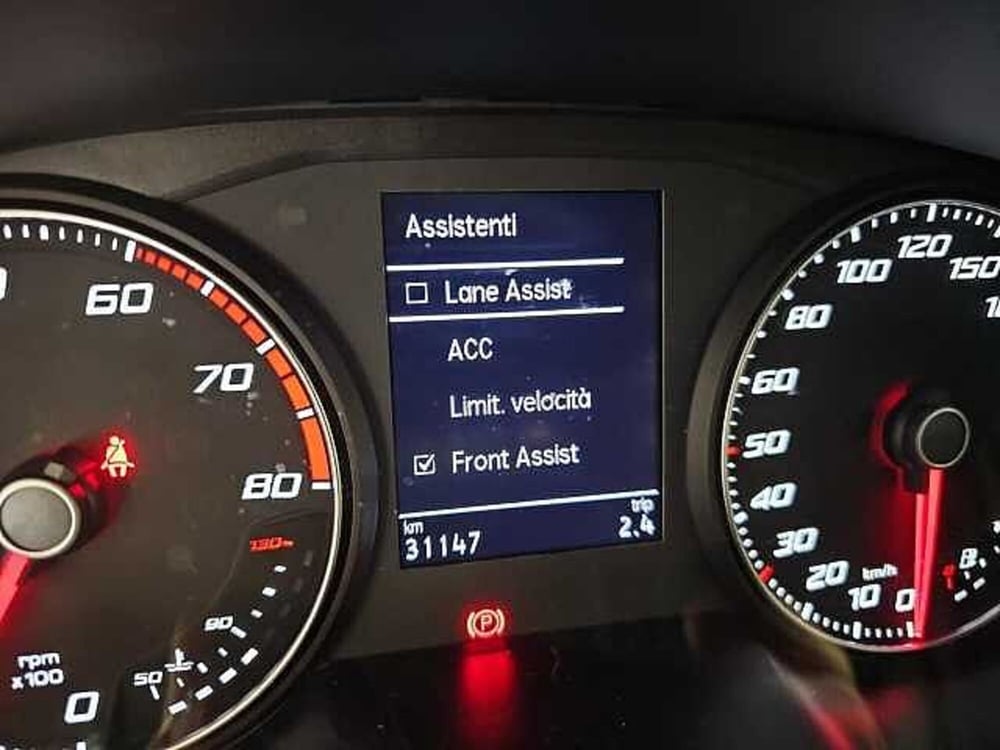 Assistenti
Lane Assist
ACC
Limit. velocità
Front Assist
km
31147
trip
2.4
60
70
80
130
90
50
rpm
x100
0
120
100
150
80
60
50
40
30
20
10
0
km/h
P